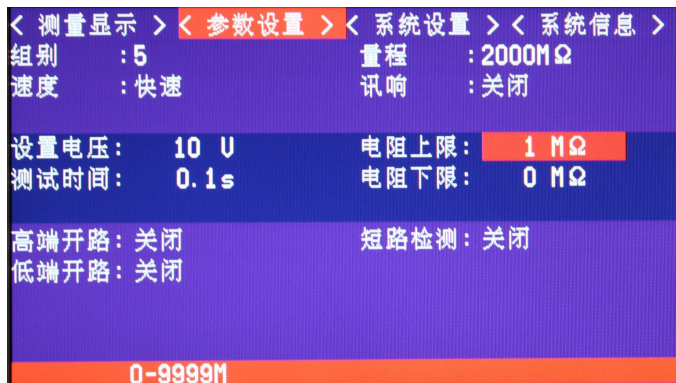 < 测量显示 > < 参数设置 > < 系统设置 > < 系统信息 >
组别 :5 量程 :2000MΩ
速度 :快速 讯响 :关闭
设置电压: 10 V 电阻上限: 1 MΩ
测试时间: 0.1s 电阻下限: 0 MΩ
高端开路:关闭 短路检测:关闭
低端开路:关闭
0-9999M